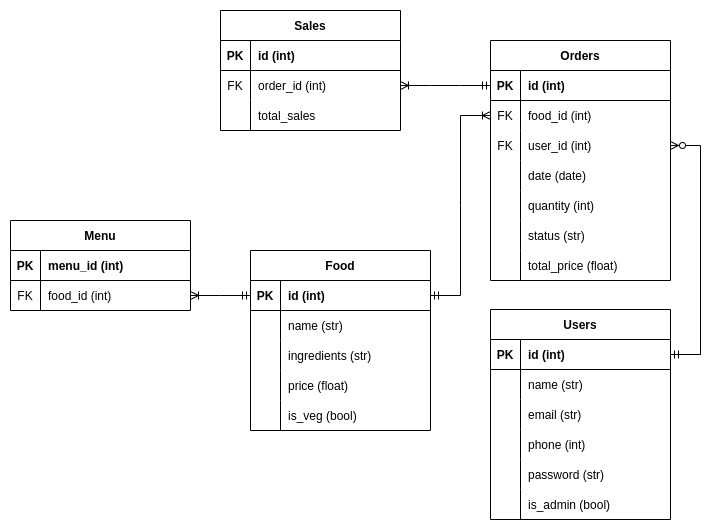 Sales
PK id (int)
FK order_id (int)
total_sales
Orders
PK id (int)
FK food_id (int)
FK user_id (int)
date (date)
quantity (int)
status (str)
total_price (float)
Menu
PK menu_id (int)
FK food_id (int)
Food
PK id (int)
name (str)
ingredients (str)
price (float)
is_veg (bool)
Users
PK id (int)
name (str)
email (str)
phone (int)
password (str)
is_admin (bool)